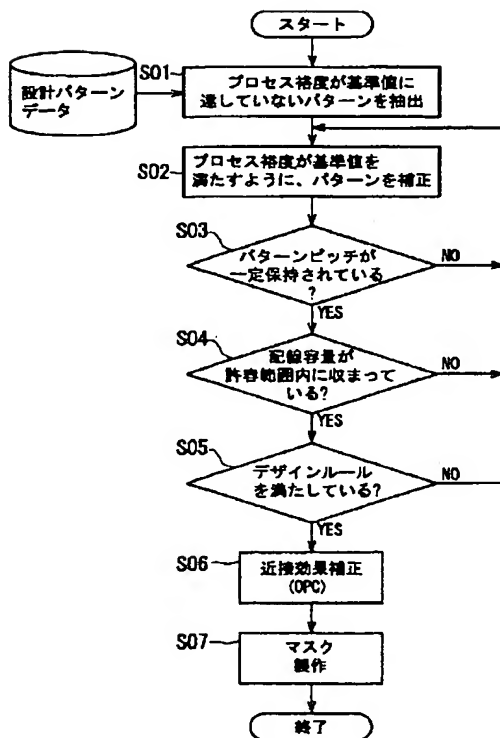 スタート
S01
設計パターン
データ
プロセス裕度が基準値に
達していないパターンを抽出
S02
プロセス裕度が基準値を
満たすように、パターンを補正
S03
パターンピッチが
一定保持されている
?
NO
YES
S04
配線容量が
許容範囲内に収まって
いる?
NO
YES
S05
デザインルール
を満たしている?
NO
YES
S06
近接効果補正
(OPC)
S07
マスク
製作
終了